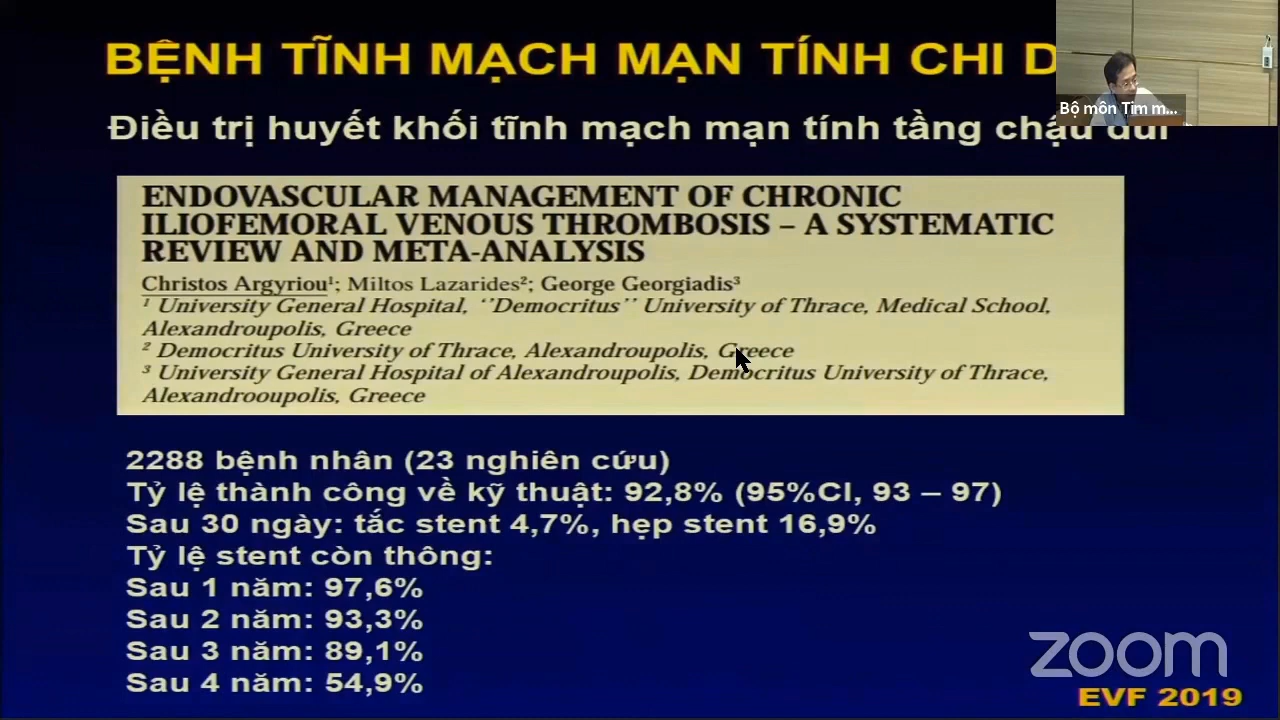 BỆNH TĨNH MẠCH MẠN TÍNH CHI D
Bộ môn Tim m...
Điều trị huyết khối tĩnh mạch mạn tính tầng chậu đùi
ENDOVASCULAR MANAGEMENT OF CHRONIC
ILIOFEMORAL VENOUS THROMBOSIS – A SYSTEMATIC
REVIEW AND META-ANALYSIS
Christos Argyriou¹; Miltos Lazarides²; George Georgiadis³
¹ University General Hospital, ‘’Democritus’’ University of Thrace, Medical School,
Alexandroupolis, Greece
² Democritus University of Thrace, Alexandroupolis, Greece
³ University General Hospital of Alexandroupolis, Democritus University of Thrace,
Alexandrooupolis, Greece
2288 bệnh nhân (23 nghiên cứu)
Tỷ lệ thành công về kỹ thuật: 92,8% (95%CI, 93 – 97)
Sau 30 ngày: tắc stent 4,7%, hẹp stent 16,9%
Tỷ lệ stent còn thông:
Sau 1 năm: 97,6%
Sau 2 năm: 93,3%
Sau 3 năm: 89,1%
Sau 4 năm: 54,9%
zoom
EVF 2019